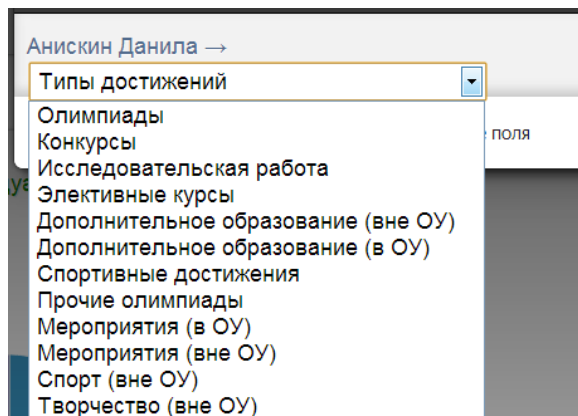 Анискин Данила →
Типы достижений
Олимпиады
Конкурсы
поля
Исследовательская работа
Элективные курсы
Дополнительное образование (вне ОУ)
Дополнительное образование (в ОУ)
Спортивные достижения
Прочие олимпиады
Мероприятия (в ОУ)
Мероприятия (вне ОУ)
Спорт (вне ОУ)
Творчество (вне ОУ)